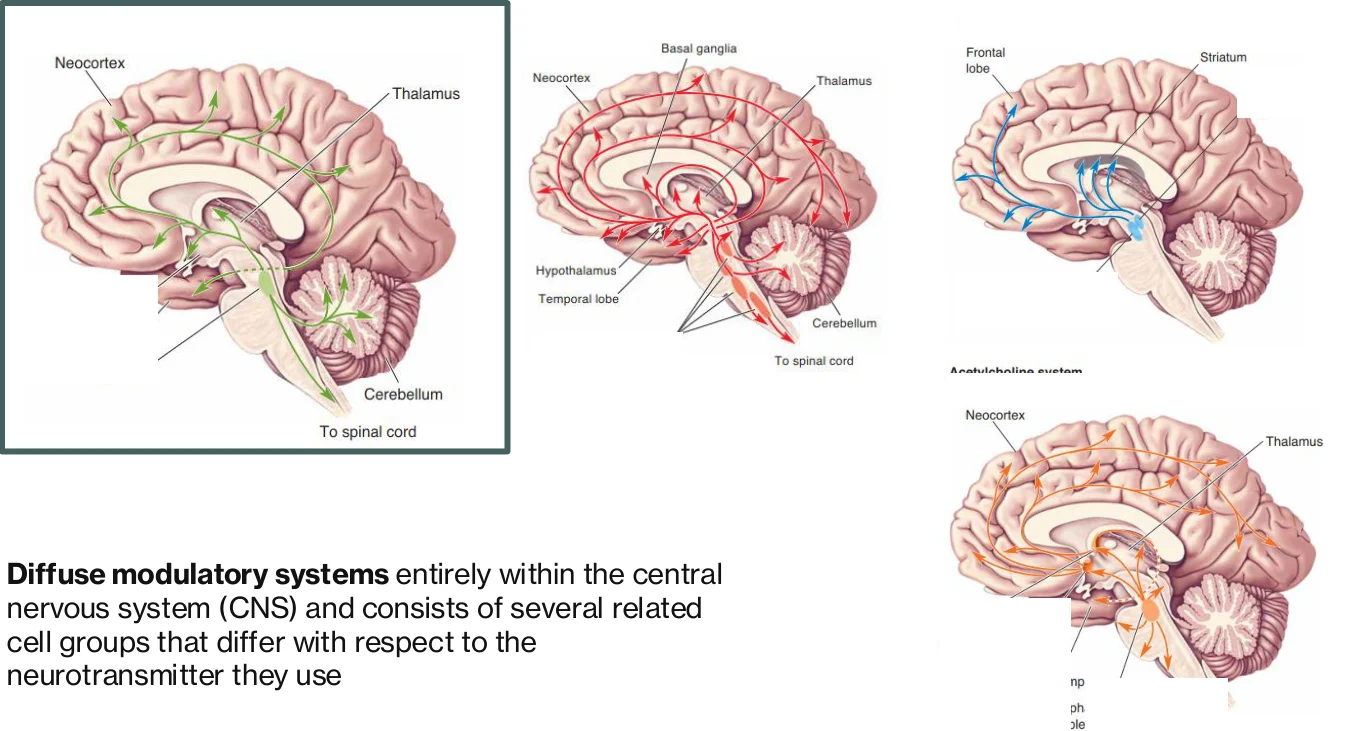 Neocortex
Thalamus
Cerebellum
To spinal cord
Basal ganglia
Neocortex
Thalamus
Hypothalamus
Temporal lobe
Cerebellum
To spinal cord
Frontal
lobe
Striatum
Acetylcholine system
Neocortex
Thalamus
Diffuse modulatory systems entirely within the central
nervous system (CNS) and consists of several related
cell groups that differ with respect to the
neurotransmitter they use